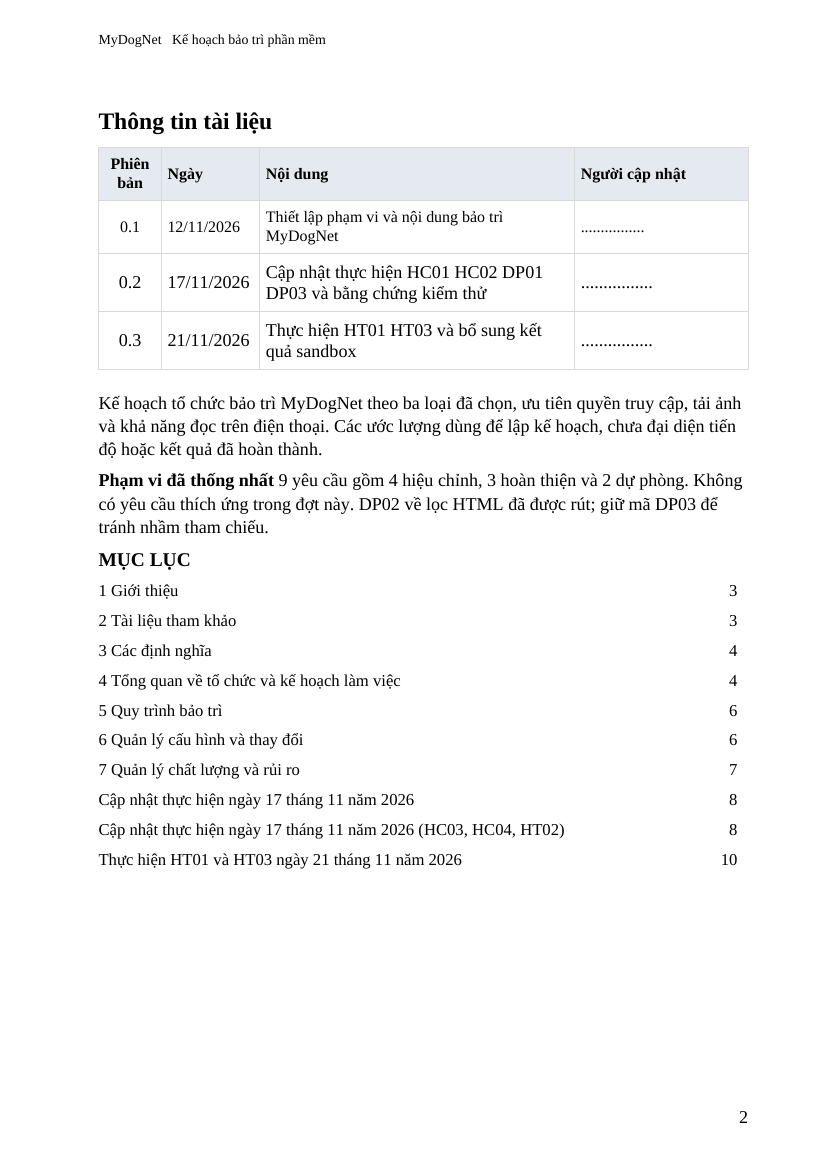 MyDogNet Kế hoạch bảo trì phần mềm
Thông tin tài liệu
Phiên bản Ngày Nội dung Người cập nhật
0.1 12/11/2026 Thiết lập phạm vi và nội dung bảo trì MyDogNet ................
0.2 17/11/2026 Cập nhật thực hiện HC01 HC02 DP01 DP03 và bằng chứng kiểm thử ................
0.3 21/11/2026 Thực hiện HT01 HT03 và bổ sung kết quả sandbox ................
Kế hoạch tổ chức bảo trì MyDogNet theo ba loại đã chọn, ưu tiên quyền truy cập, tải ảnh
và khả năng đọc trên điện thoại. Các ước lượng dùng để lập kế hoạch, chưa đại diện tiến
độ hoặc kết quả đã hoàn thành.
Phạm vi đã thống nhất 9 yêu cầu gồm 4 hiệu chỉnh, 3 hoàn thiện và 2 dự phòng. Không
có yêu cầu thích ứng trong đợt này. DP02 về lọc HTML đã được rút; giữ mã DP03 để
tránh nhầm tham chiếu.
MỤC LỤC
1 Giới thiệu 3
2 Tài liệu tham khảo 3
3 Các định nghĩa 4
4 Tổng quan về tổ chức và kế hoạch làm việc 4
5 Quy trình bảo trì 6
6 Quản lý cấu hình và thay đổi 6
7 Quản lý chất lượng và rủi ro 7
Cập nhật thực hiện ngày 17 tháng 11 năm 2026 8
Cập nhật thực hiện ngày 17 tháng 11 năm 2026 (HC03, HC04, HT02) 8
Thực hiện HT01 và HT03 ngày 21 tháng 11 năm 2026 10
2